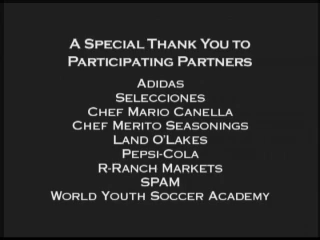 A Special Thank You to
Participating Partners
Adidas
Selecciones
Chef Mario Canella
Chef Merito Seasonings
Land O'Lakes
Pepsi-Cola
R-Ranch Markets
SPAM
World Youth Soccer Academy